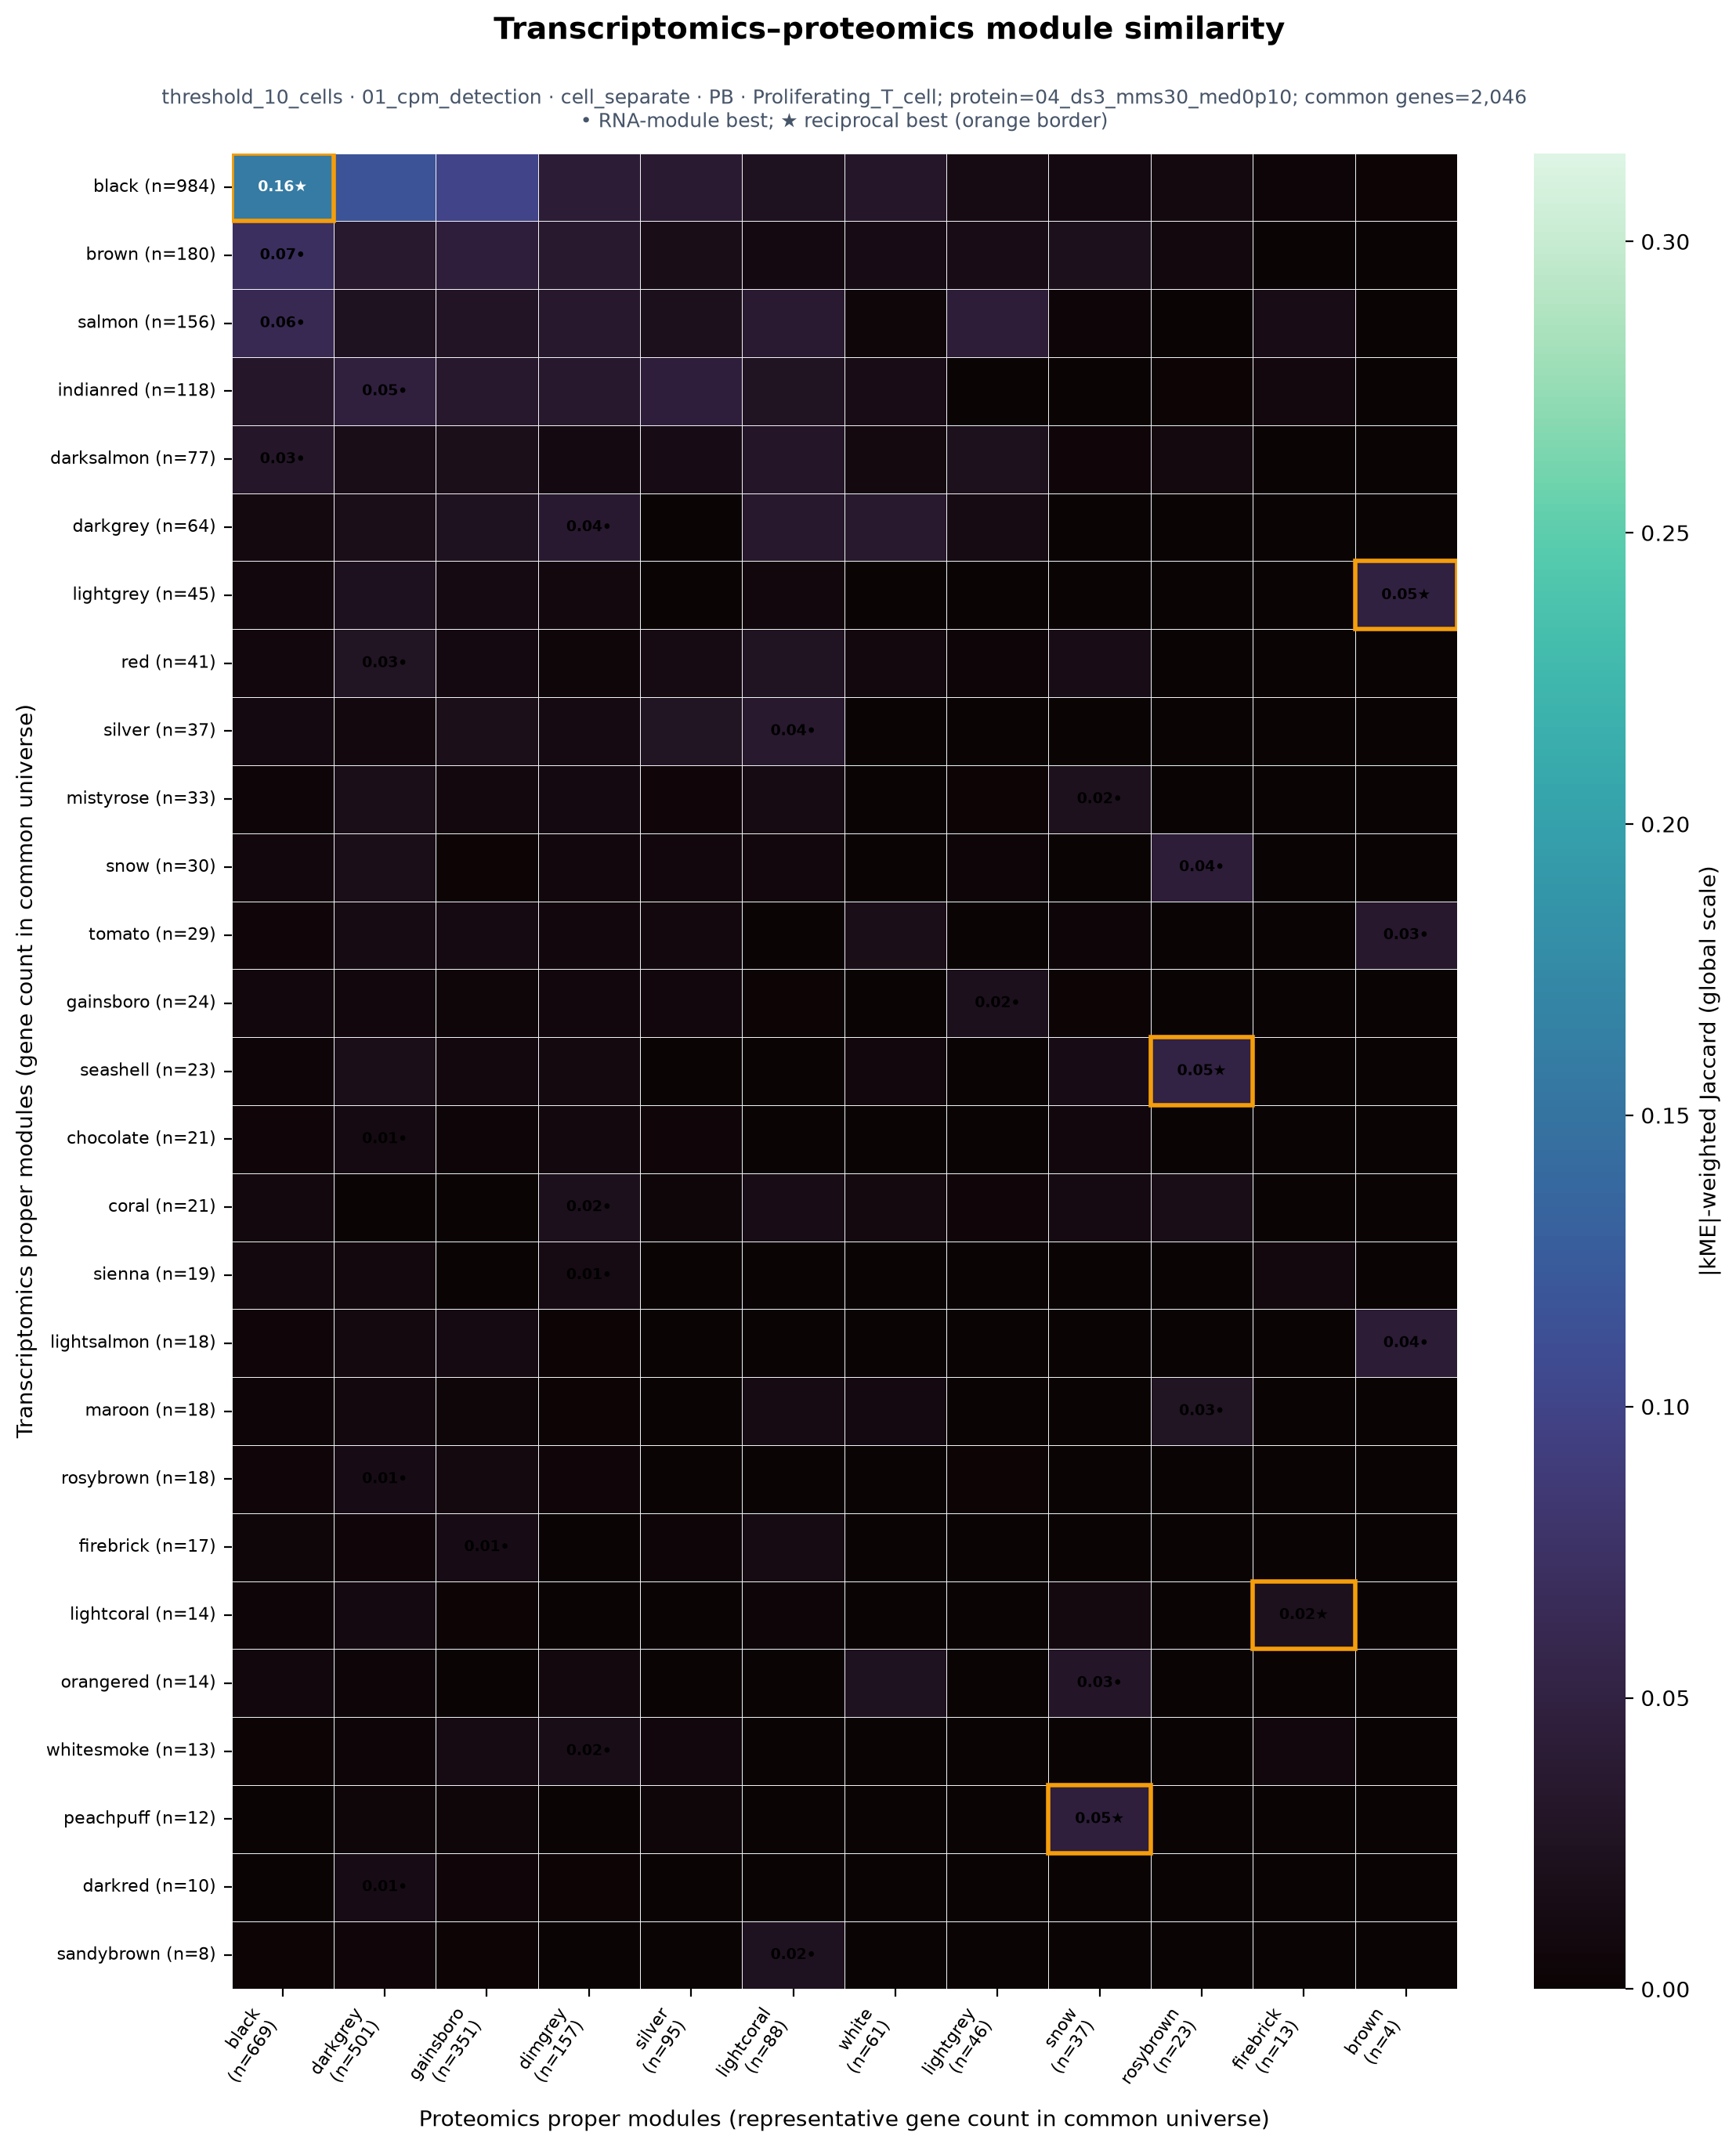 Transcriptomics–proteomics module similarity
threshold_10_cells · 01_cpm_detection · cell_separate · PB · Proliferating_T_cell; protein=04_ds3_mms30_med0p10; common genes=2,046
• RNA-module best; ★ reciprocal best (orange border)
Transcriptomics proper modules (gene count in common universe)
black (n=984)
0.16★
brown (n=180)
0.07•
salmon (n=156)
0.06•
indianred (n=118)
0.05•
darksalmon (n=77)
0.03•
darkgrey (n=64)
0.04•
lightgrey (n=45)
0.05★
red (n=41)
0.03•
silver (n=37)
0.04•
mistyrose (n=33)
0.02•
snow (n=30)
0.04•
tomato (n=29)
0.03•
gainsboro (n=24)
0.02•
seashell (n=23)
0.05★
chocolate (n=21)
0.01•
coral (n=21)
0.02•
sienna (n=19)
0.01•
lightsalmon (n=18)
0.04•
maroon (n=18)
0.03•
rosybrown (n=18)
0.01•
firebrick (n=17)
0.01•
lightcoral (n=14)
0.02★
orangered (n=14)
0.03•
whitesmoke (n=13)
0.02•
peachpuff (n=12)
0.05★
darkred (n=10)
0.01•
sandybrown (n=8)
0.02•
black
(n=669)
darkgrey
(n=501)
gainsboro
(n=351)
dimgrey
(n=157)
silver
(n=95)
lightcoral
(n=88)
white
(n=61)
lightgrey
(n=46)
snow
(n=37)
rosybrown
(n=23)
firebrick
(n=13)
brown
(n=4)
Proteomics proper modules (representative gene count in common universe)
0.30
0.25
0.20
0.15
0.10
0.05
0.00
|kME|-weighted Jaccard (global scale)